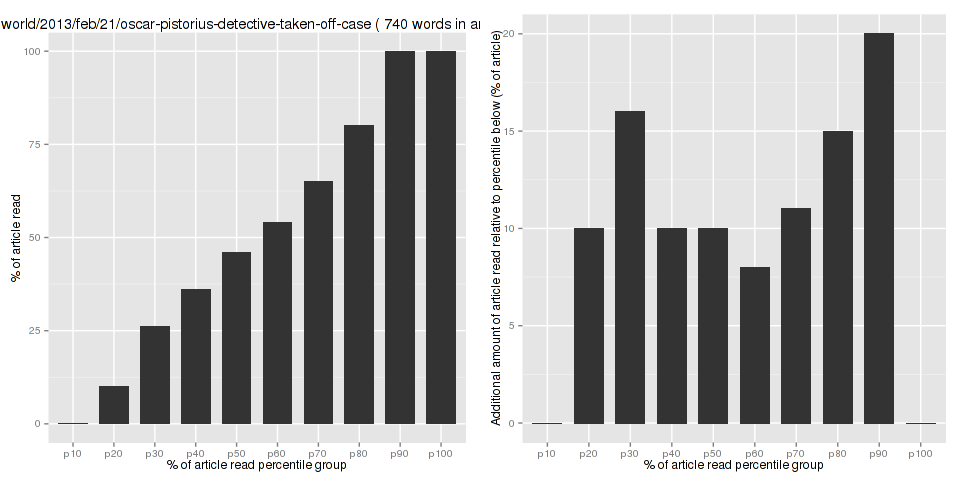 world/2013/feb/21/oscar-pistorius-detective-taken-off-case ( 740 words in ar
100
75
50
25
0
% of article read
p10 p20 p30 p40 p50 p60 p70 p80 p90 p100
% of article read percentile group
20
15
10
5
0
Additional amount of article read relative to percentile below (% of article)
p10 p20 p30 p40 p50 p60 p70 p80 p90 p100
% of article read percentile group